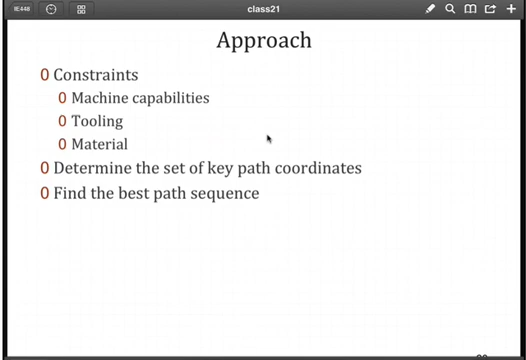 IE448
class21
Approach
0 Constraints
0 Machine capabilities
0 Tooling
0 Material
0 Determine the set of key path coordinates
0 Find the best path sequence